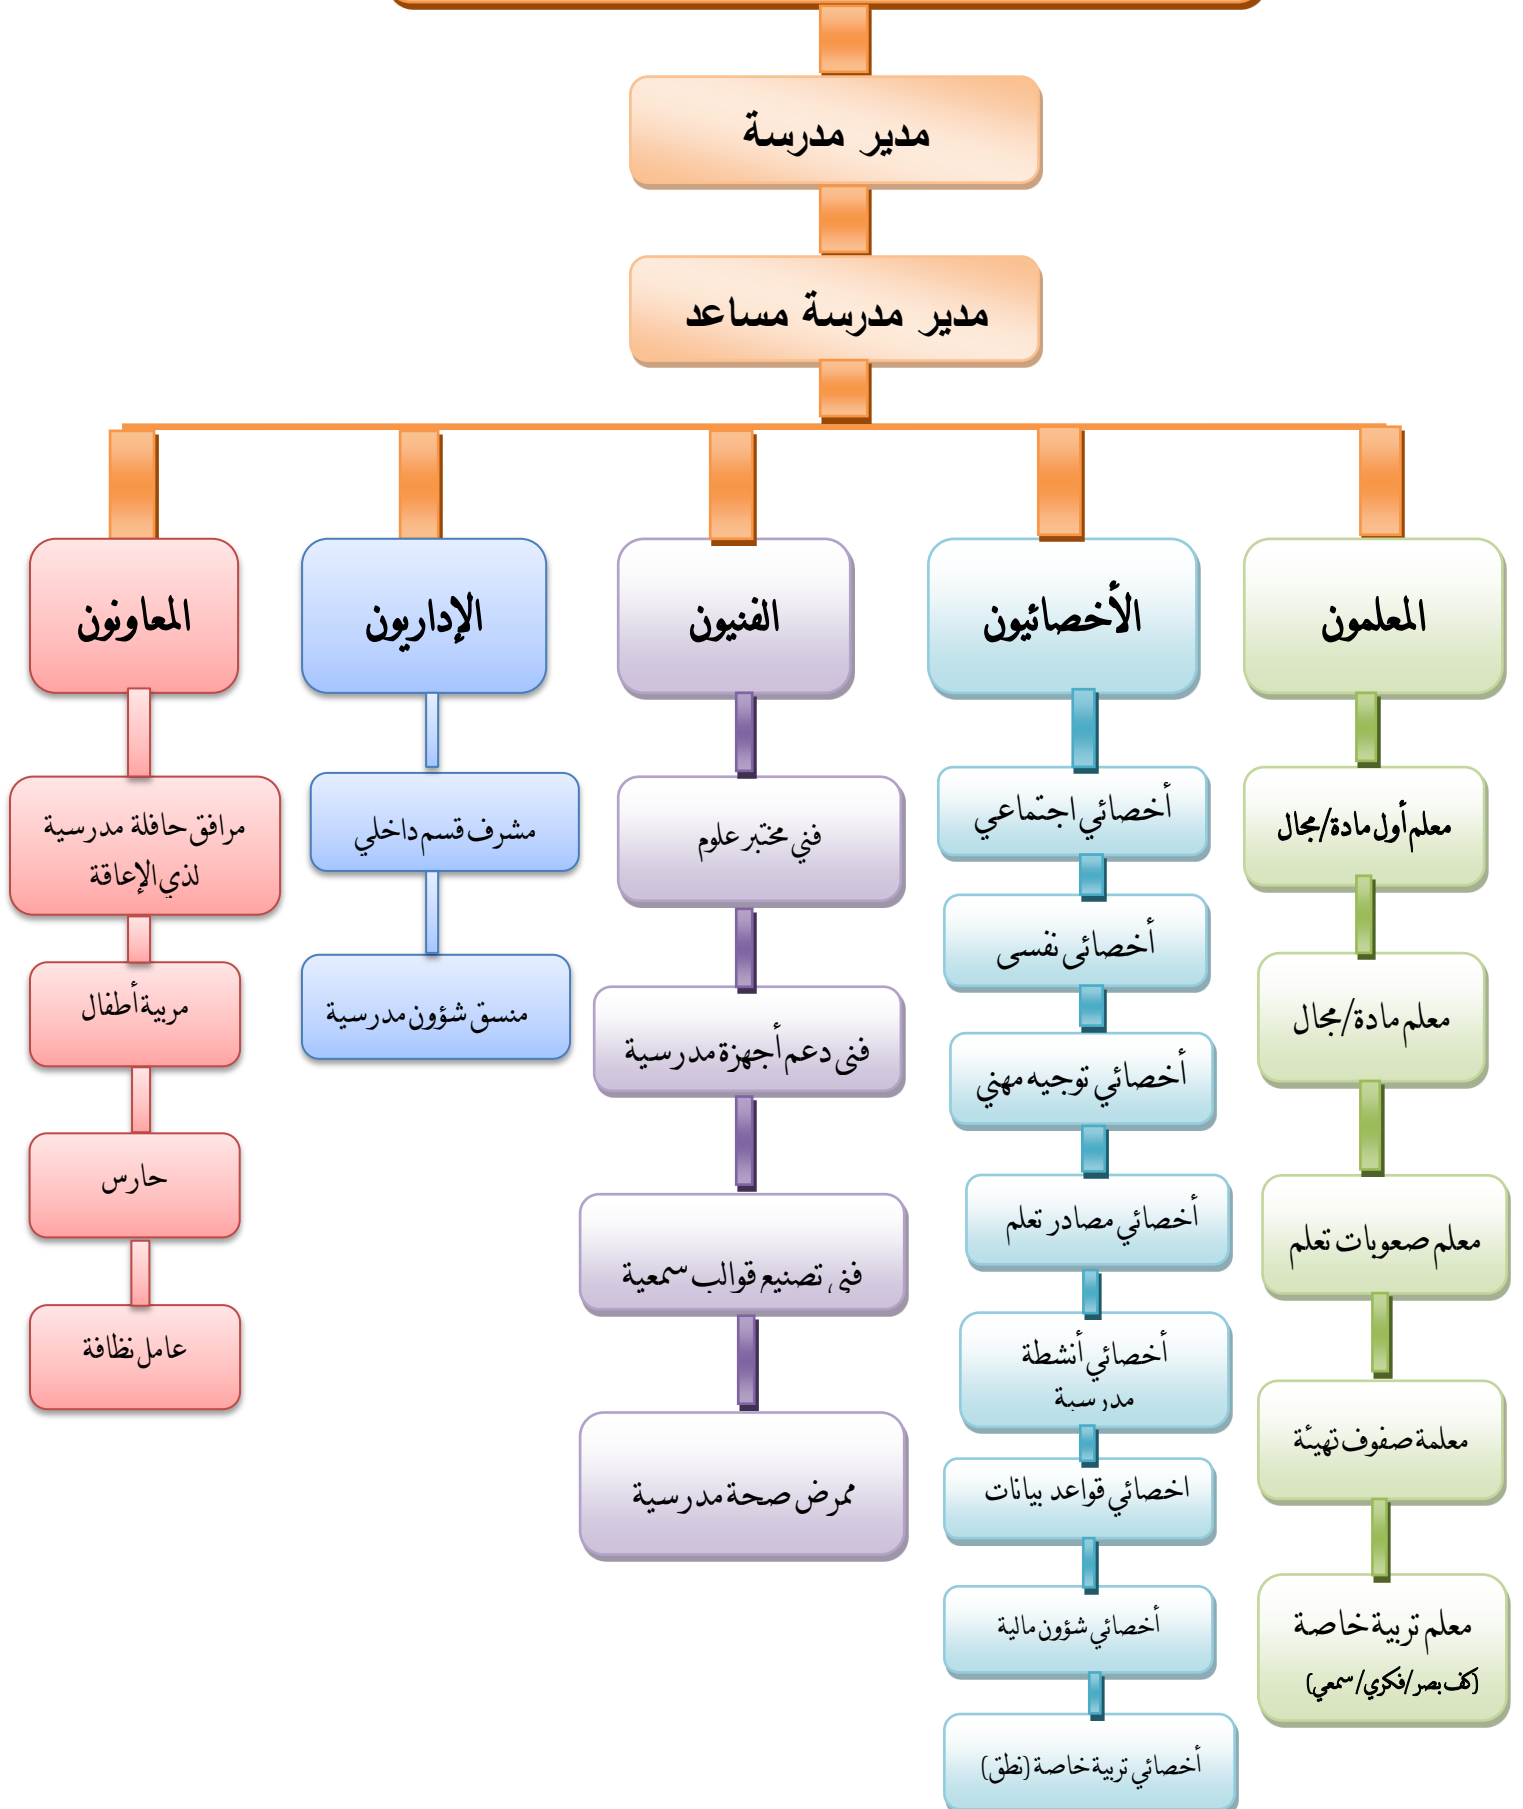 مدير مدرسة
مدير مدرسة مساعد
المعلمون
معلم أول مادة/مجال
معلم مادة/مجال
معلم صعوبات تعلم
معلمة صفوف تهيئة
معلم تربية خاصة
(كف بصر/فكري/سمعي)
الأخصائيون
أخصائي اجتماعي
أخصائي نفسي
أخصائي توجيه مهني
أخصائي مصادر تعلم
أخصائي أنشطة
مدرسية
اخصائي قواعد بيانات
أخصائي شؤون مالية
أخصائي تربية خاصة (نطق)
الفنيون
فني مختبر علوم
فني دعم أجهزة مدرسية
فني تصنيع قوالب سمعية
ممرض صحة مدرسية
الإداريون
مشرف قسم داخلي
منسق شؤون مدرسية
المعاونون
مرافق حافلة مدرسية
لذي الإعاقة
مربية أطفال
حارس
عامل نظافة